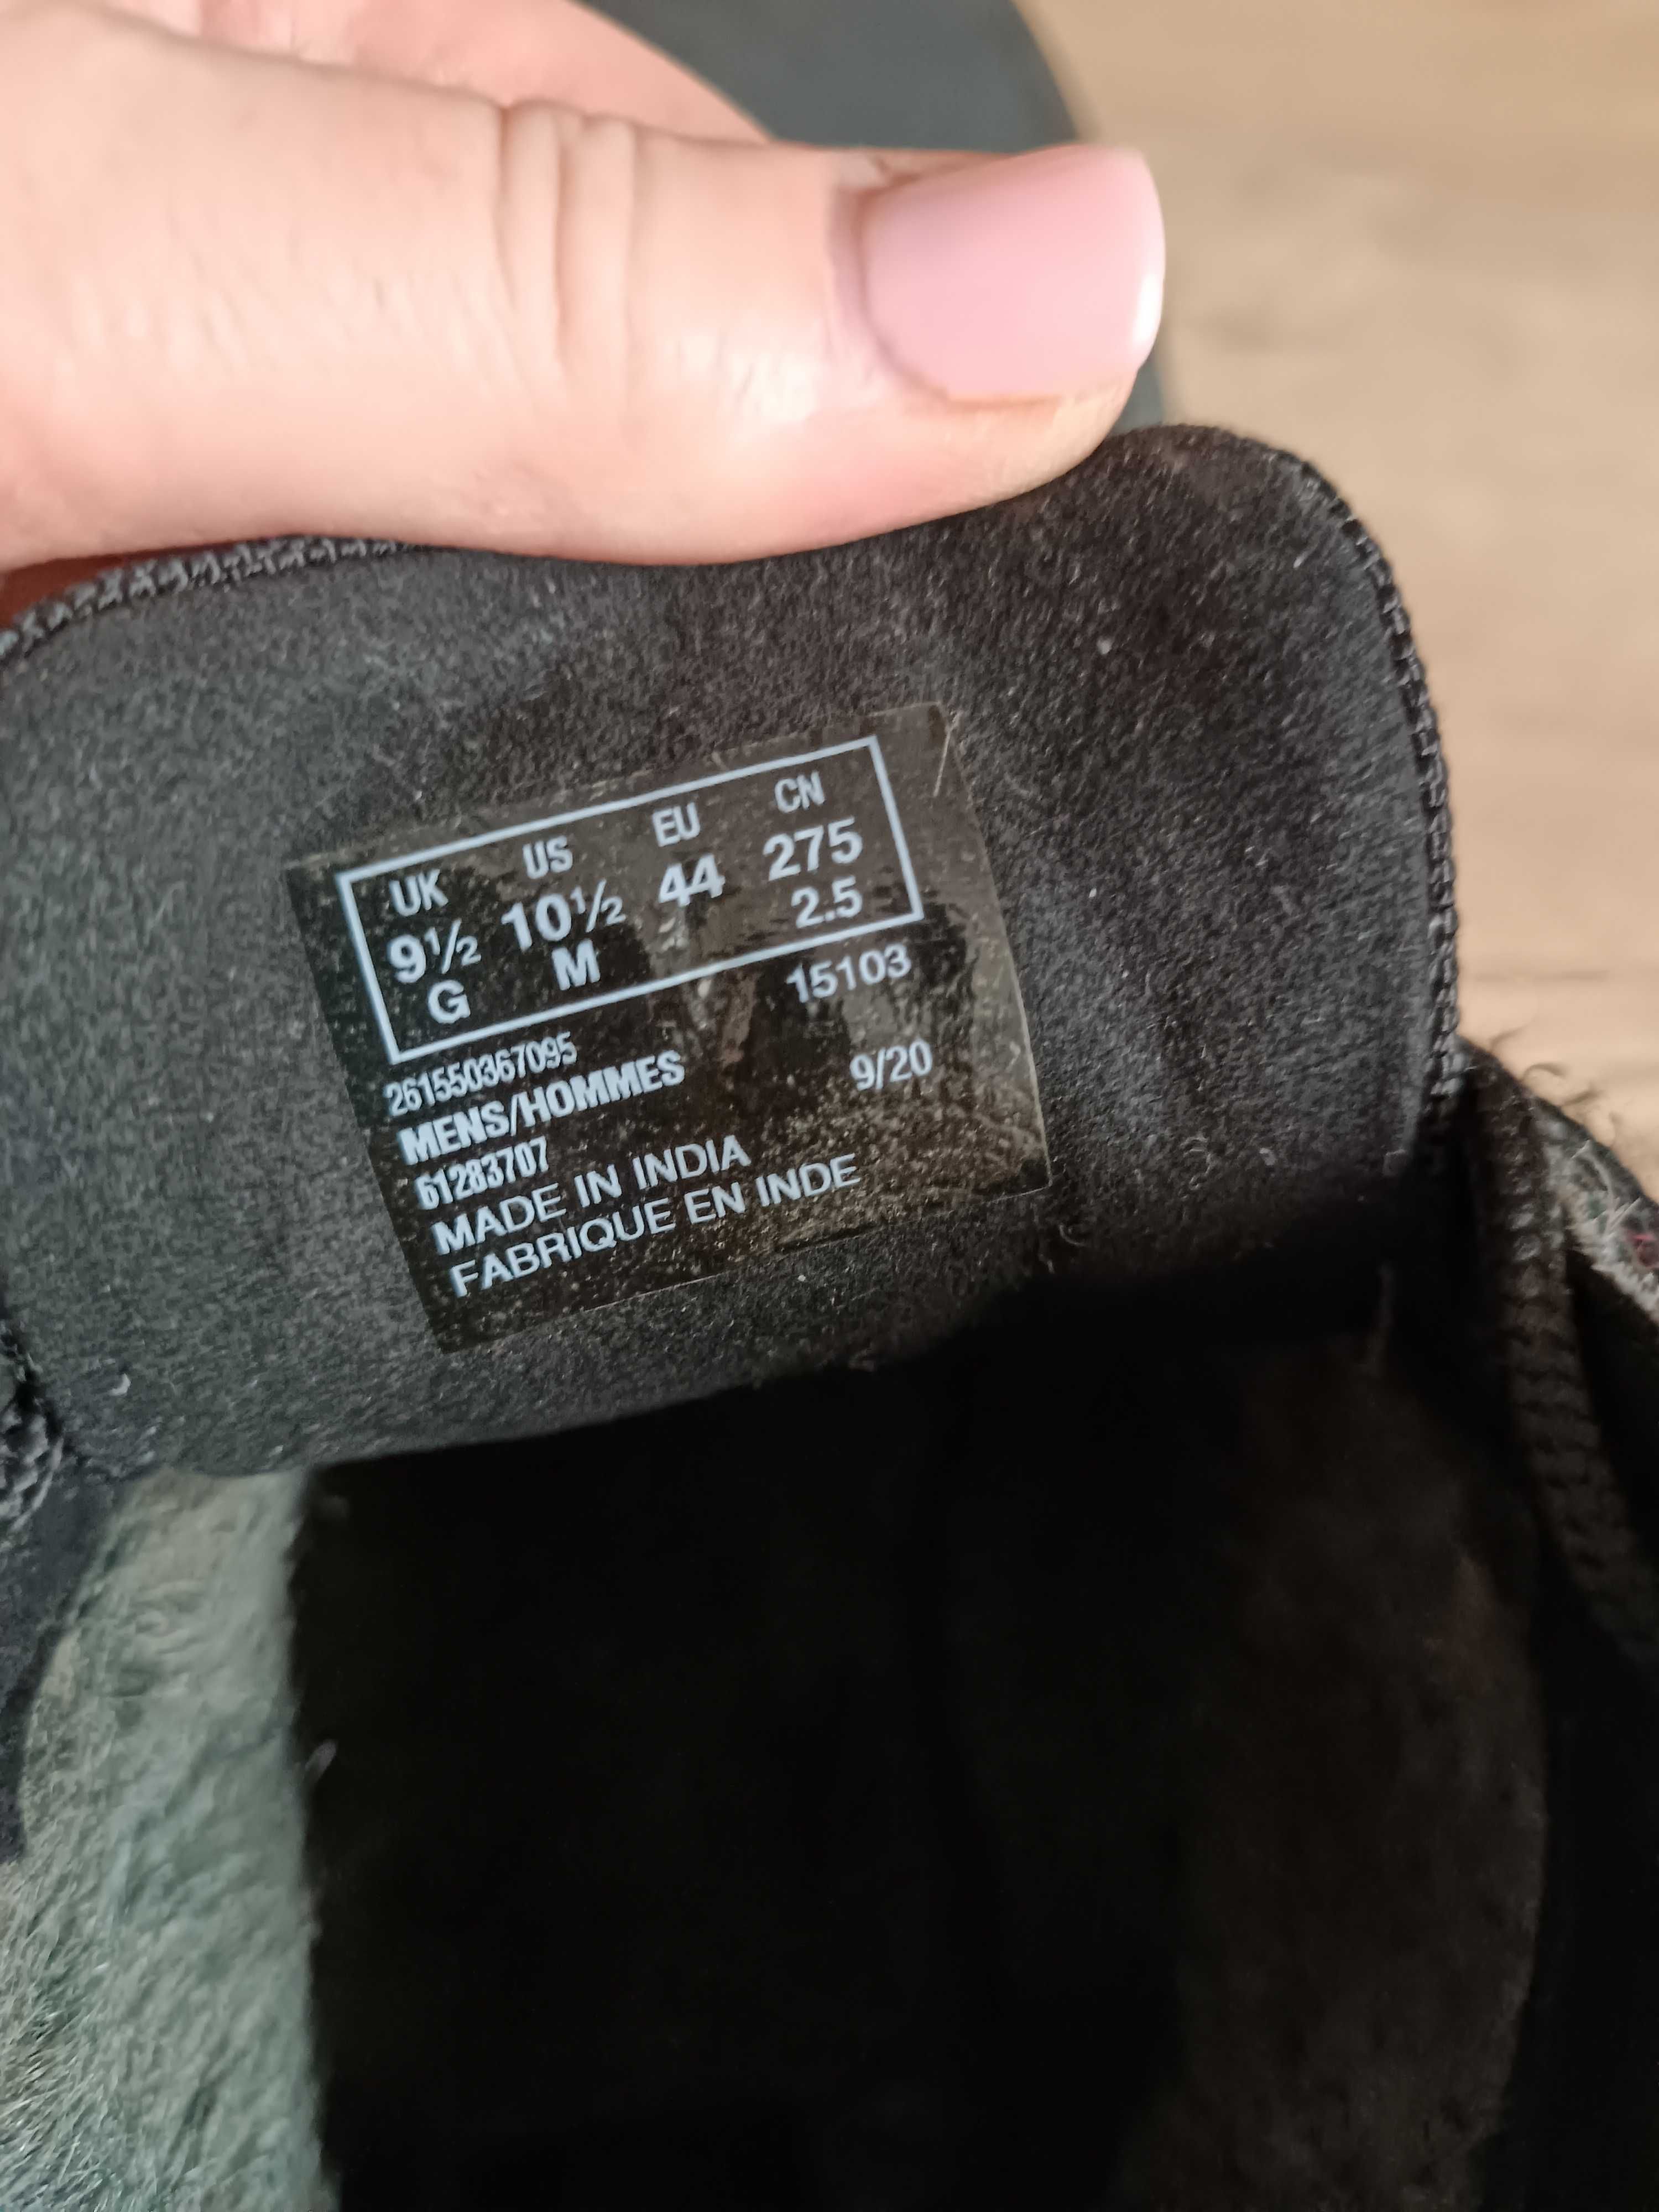 UK US EU CN
9½ 10½ 44 275
G M 2.5
261550367095 15103
MENS/HOMMES 9/20
61283707
MADE IN INDIA
FABRIQUE EN INDE